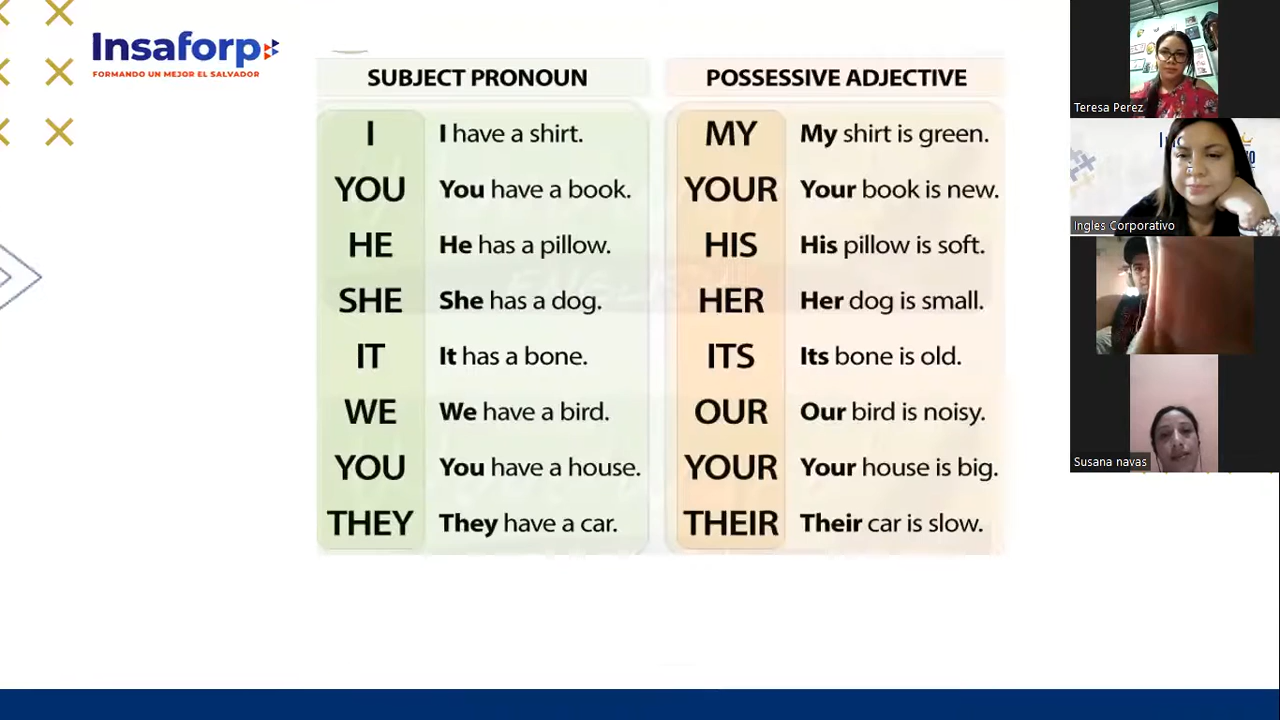 Insaforp
FORMANDO UN MEJOR EL SALVADOR
SUBJECT PRONOUN
POSSESSIVE ADJECTIVE
I
I have a shirt.
MY
My shirt is green.
YOU
You have a book.
YOUR
Your book is new.
HE
He has a pillow.
HIS
His pillow is soft.
SHE
She has a dog.
HER
Her dog is small.
IT
It has a bone.
ITS
Its bone is old.
WE
We have a bird.
OUR
Our bird is noisy.
YOU
You have a house.
YOUR
Your house is big.
THEY
They have a car.
THEIR
Their car is slow.
Teresa Perez
Ingles Corporativo
Susana navas